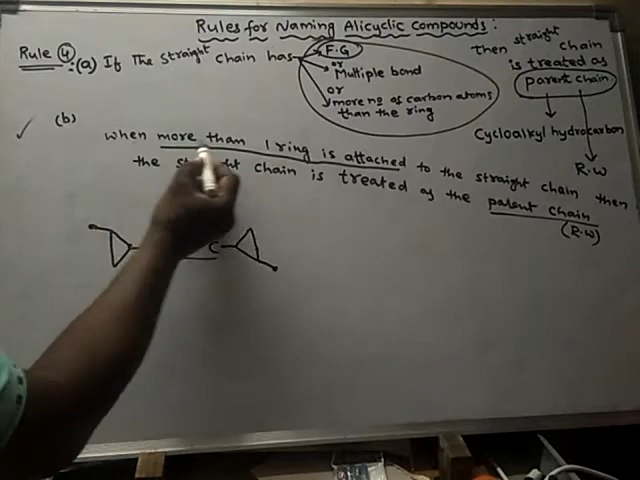 Rules for Naming Alicyclic Compounds :
Rule 4 :- (a) If The straight chain has F.G
or
Multiple bond
or
more no of carbon atoms
than the ring
then straight chain
is treated as
parent chain
Cycloalkyl hydrocarbon
R.W
(b)
when more than 1 ring is attached to the straight chain then
the chain is treated as the parent chain
(R.W)
C